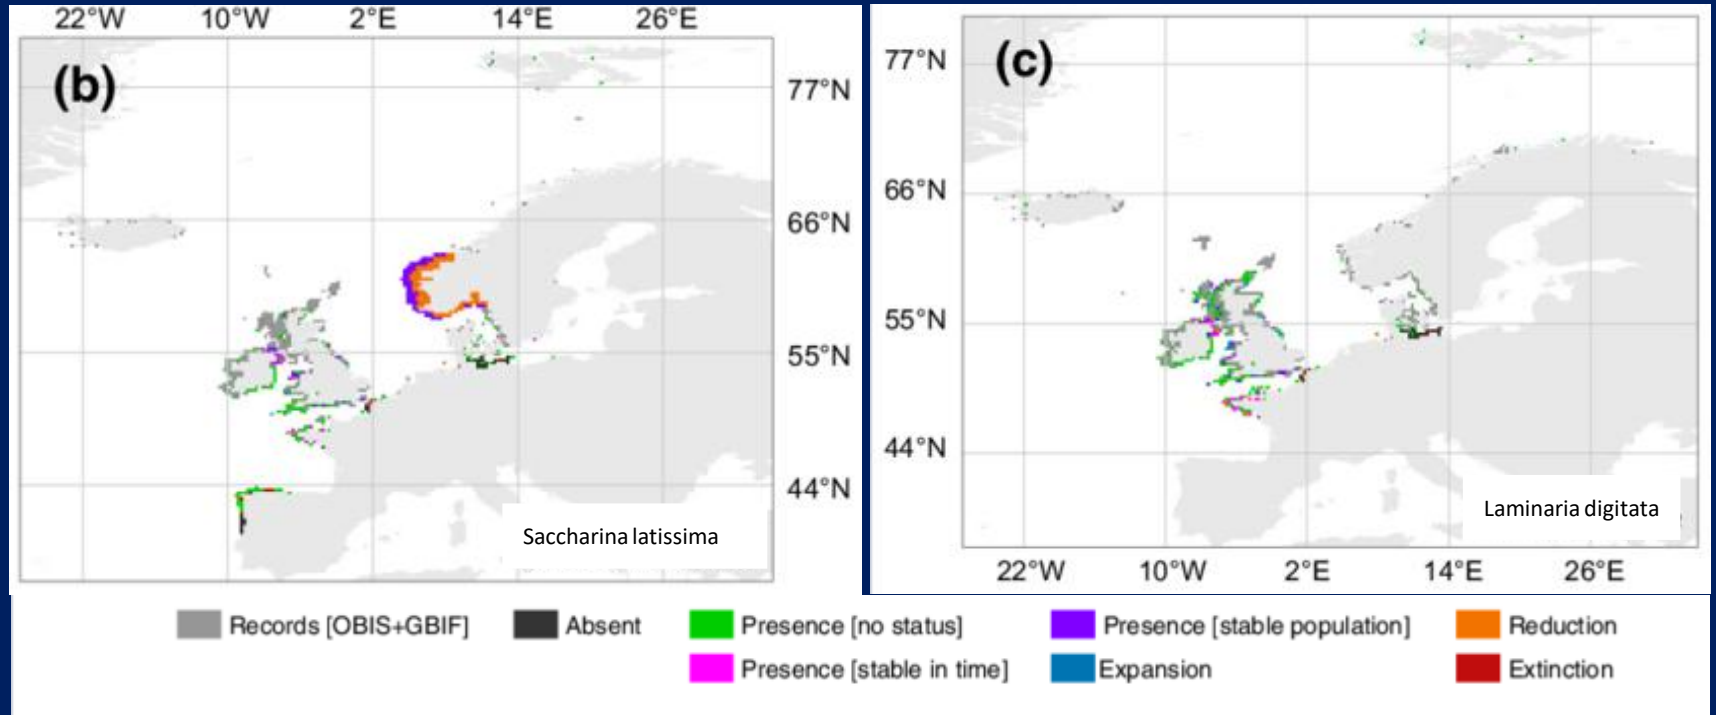 22°W 10°W 2°E 14°E 26°E
(b)
77°N
66°N
55°N
44°N
Saccharina latissima
(c)
77°N
66°N
55°N
44°N
Laminaria digitata
22°W 10°W 2°E 14°E 26°E
Records [OBIS+GBIF] Absent Presence [no status] Presence [stable population] Reduction
Presence [stable in time] Expansion Extinction